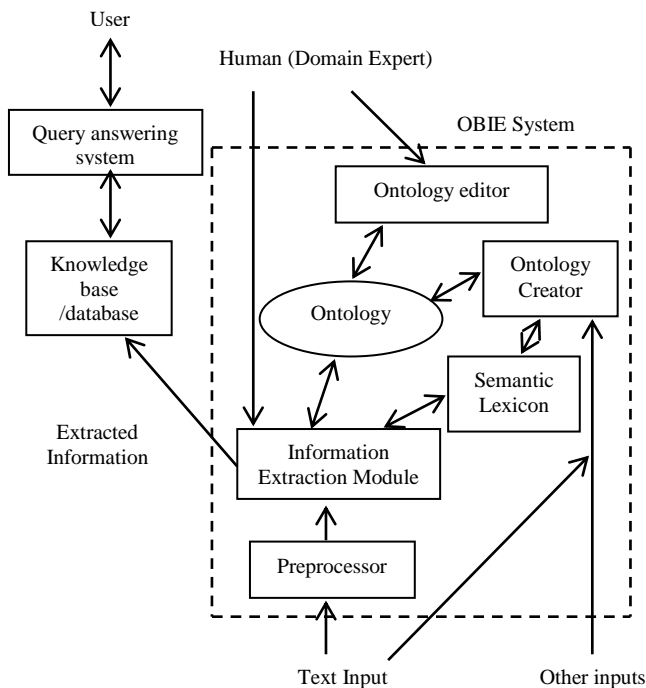 User
Human (Domain Expert)
OBIE System
Query answering
system
Ontology editor
Knowledge
base
/database
Ontology
Creator
Ontology
Semantic
Lexicon
Extracted
Information
Information
Extraction Module
Preprocessor
Text Input
Other inputs